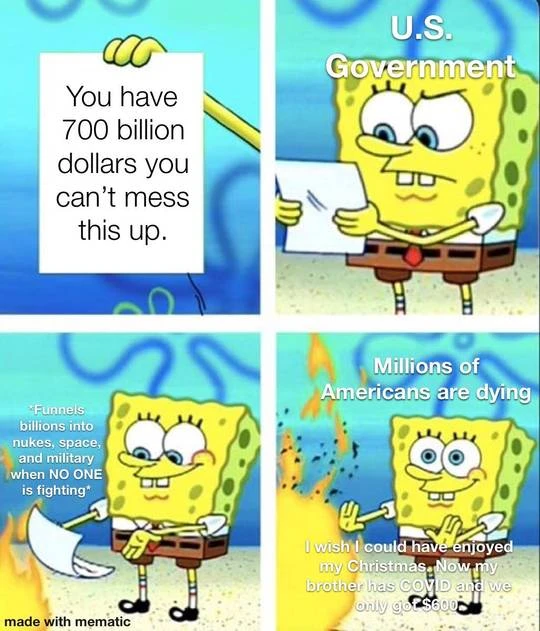 You have
700 billion
dollars you
can't mess
this up.
U.S.
Government
*Funnels
billions into
nukes, space,
and military
when NO ONE
is fighting*
Millions of
Americans are dying
I wish I could have enjoyed
my Christmas. Now my
brother has COVID and we
only got $600.
made with mematic